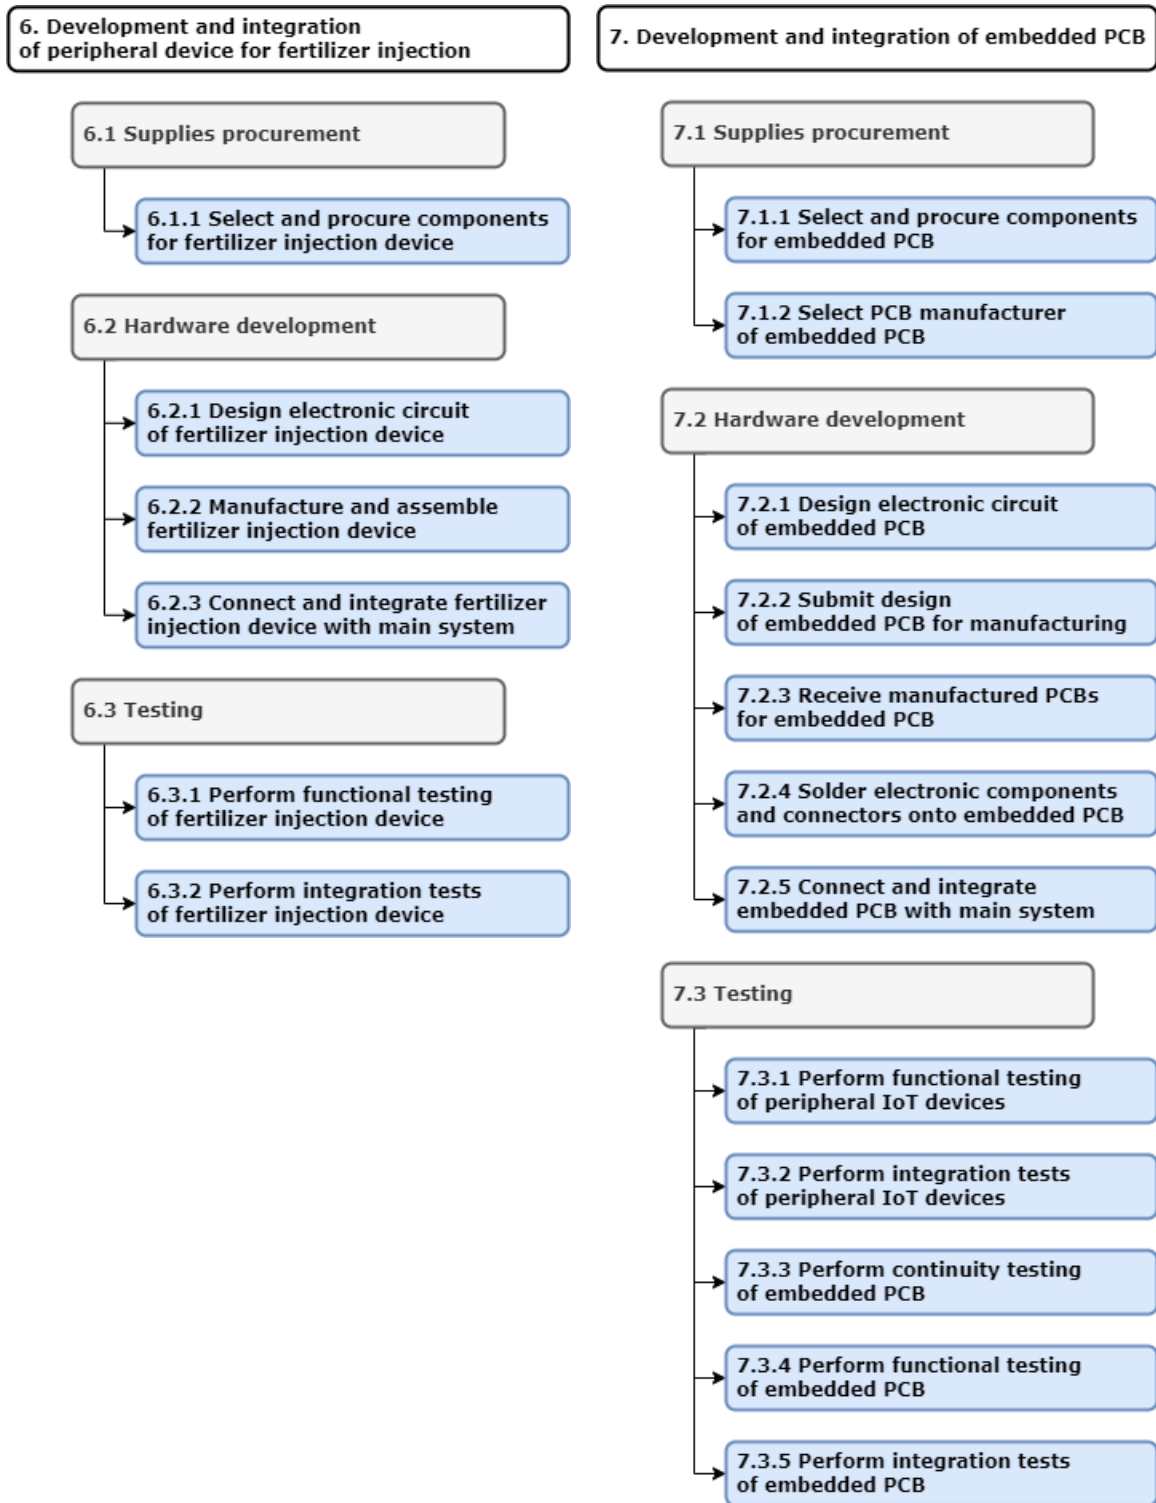 6. Development and integration
of peripheral device for fertilizer injection
6.1 Supplies procurement
6.1.1 Select and procure components
for fertilizer injection device
6.2 Hardware development
6.2.1 Design electronic circuit
of fertilizer injection device
6.2.2 Manufacture and assemble
fertilizer injection device
6.2.3 Connect and integrate fertilizer
injection device with main system
6.3 Testing
6.3.1 Perform functional testing
of fertilizer injection device
6.3.2 Perform integration tests
of fertilizer injection device
7. Development and integration of embedded PCB
7.1 Supplies procurement
7.1.1 Select and procure components
for embedded PCB
7.1.2 Select PCB manufacturer
of embedded PCB
7.2 Hardware development
7.2.1 Design electronic circuit
of embedded PCB
7.2.2 Submit design
of embedded PCB for manufacturing
7.2.3 Receive manufactured PCBs
for embedded PCB
7.2.4 Solder electronic components
and connectors onto embedded PCB
7.2.5 Connect and integrate
embedded PCB with main system
7.3 Testing
7.3.1 Perform functional testing
of peripheral IoT devices
7.3.2 Perform integration tests
of peripheral IoT devices
7.3.3 Perform continuity testing
of embedded PCB
7.3.4 Perform functional testing
of embedded PCB
7.3.5 Perform integration tests
of embedded PCB